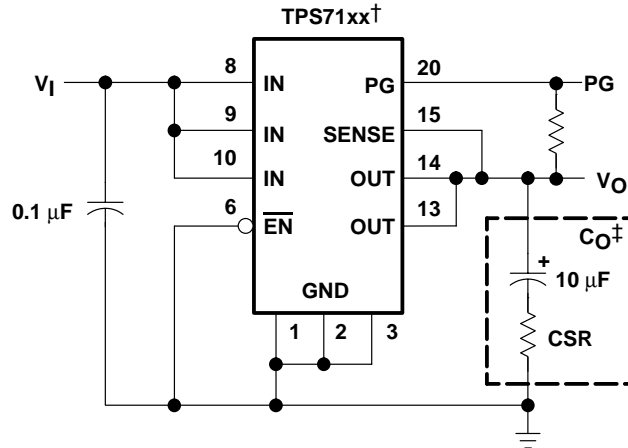 TPS71xx†
V_I
8
IN
PG
20
PG
9
IN
SENSE
15
10
IN
OUT
14
V_O
0.1 μF
6
EN
OUT
13
C_O‡
+
10 μF
GND
1
2
3
CSR